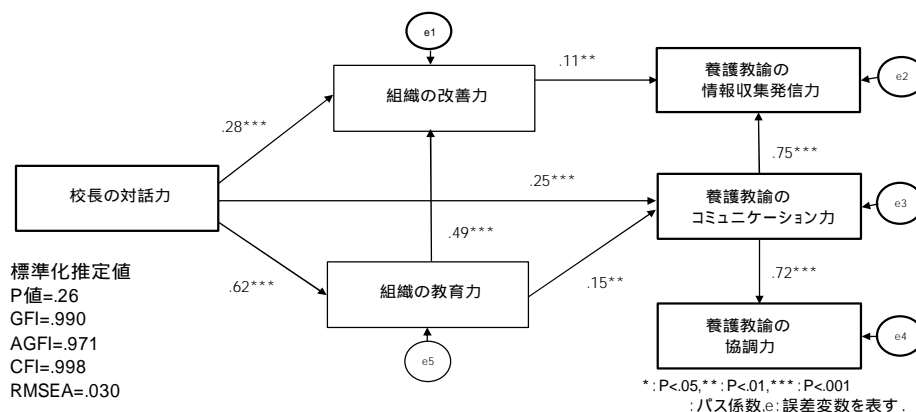 e1
.11**
養護教諭の
情報収集発信力
e2
組織の改善力
.28***
.75***
校長の対話力
.25***
養護教諭の
コミュニケーション力
e3
.49***
標準化推定値
P値=.26
GFI=.990
AGFI=.971
CFI=.998
RMSEA=.030
.62***
組織の教育力
.15**
.72***
e5
養護教諭の
協調力
e4
*:P<.05,**:P<.01,***:P<.001
:パス係数,e:誤差変数を表す.